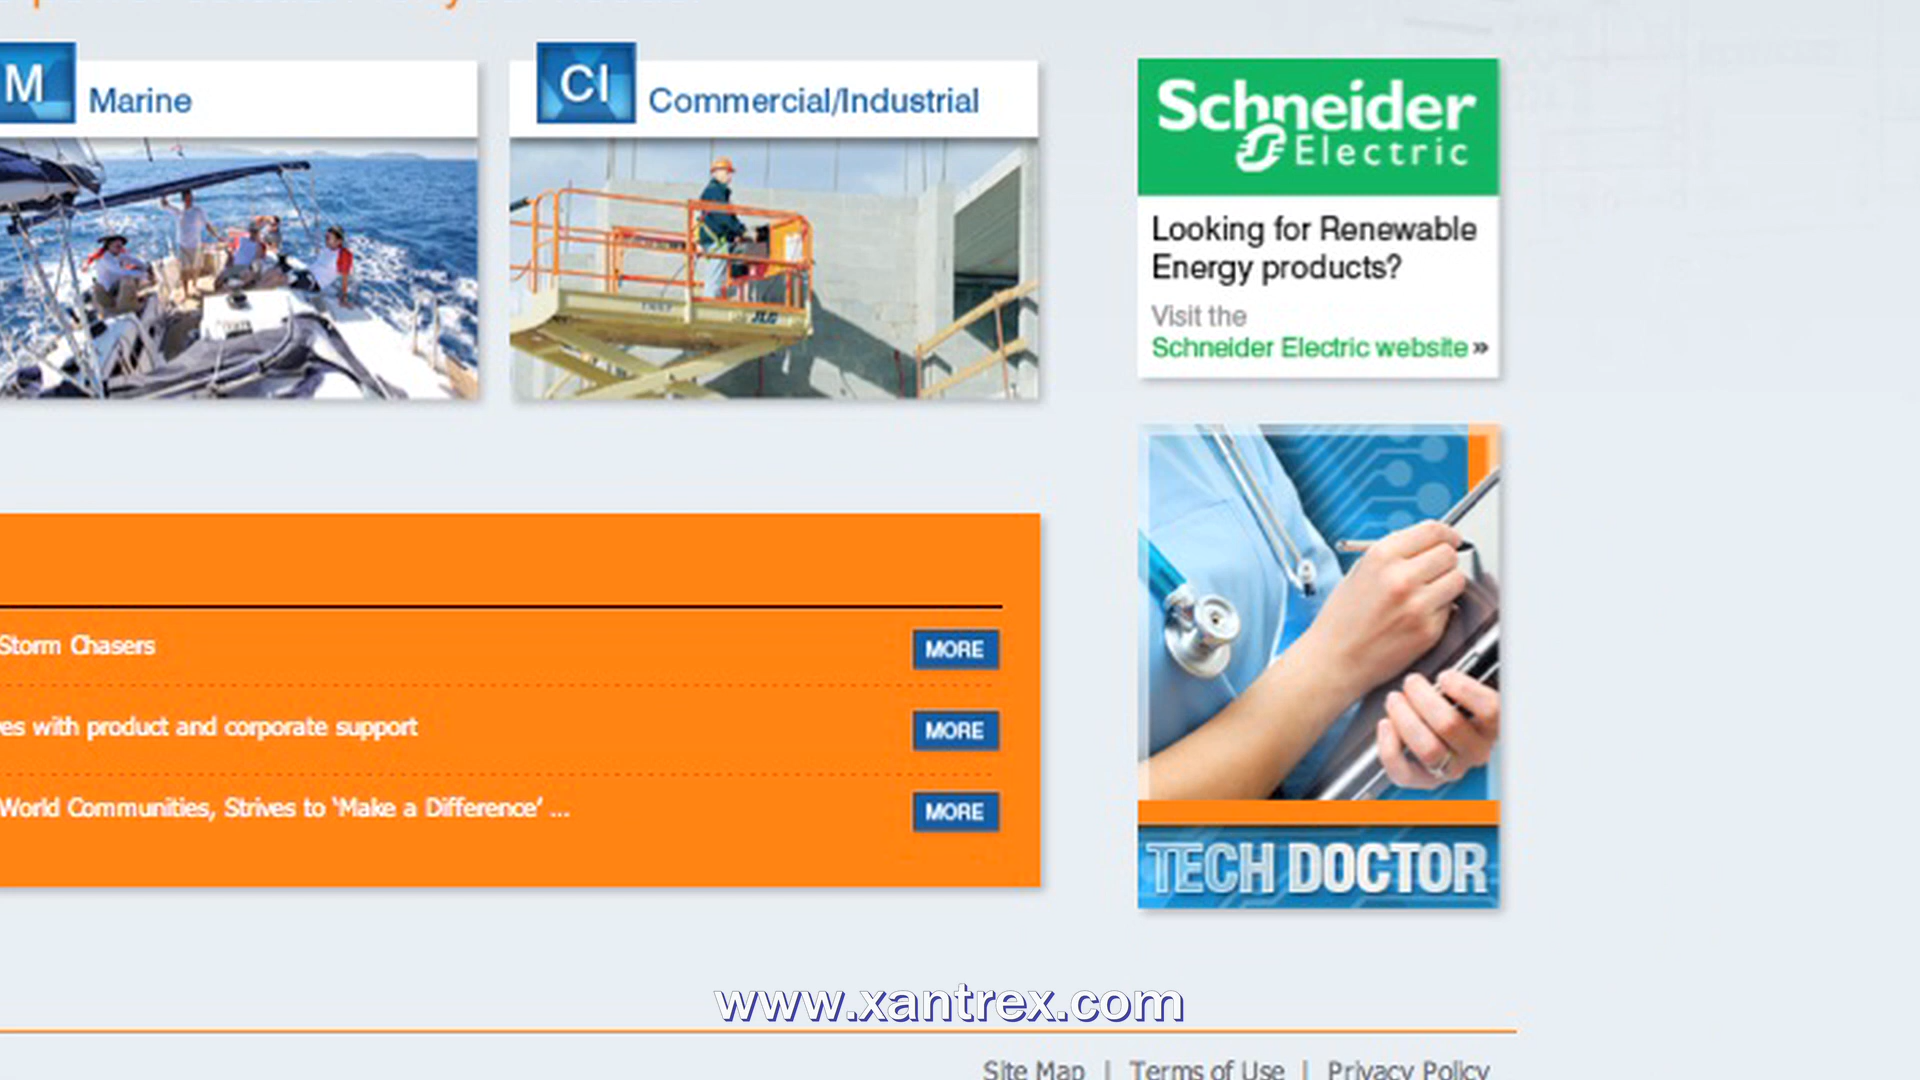 M
Marine
CI
Commercial/Industrial
JLG
Schneider
Electric
Looking for Renewable
Energy products?
Visit the
Schneider Electric website »
Storm Chasers
MORE
es with product and corporate support
MORE
World Communities, Strives to ‘Make a Difference’ ...
MORE
TECH DOCTOR
www.xantrex.com
Site Map | Terms of Use | Privacy Policy